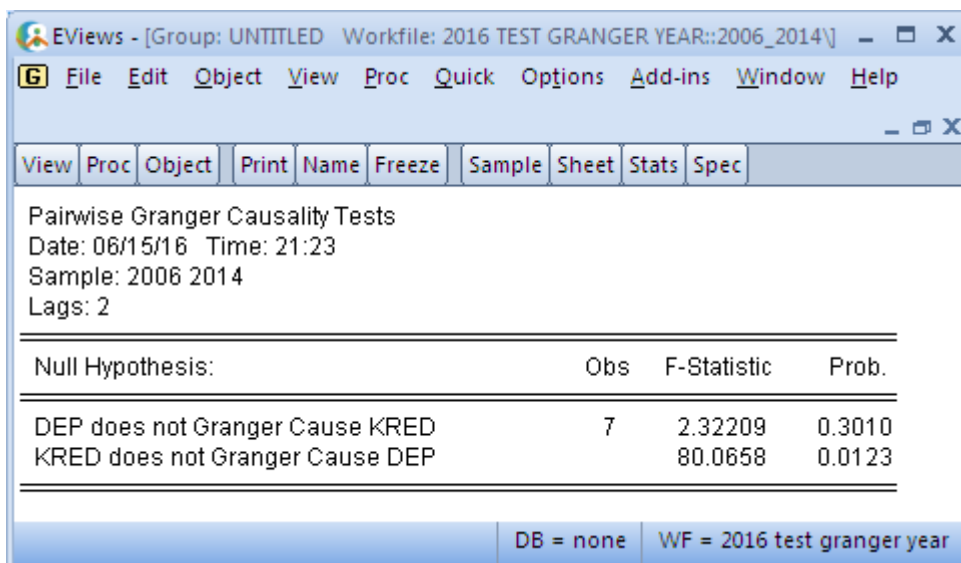 EViews - [Group: UNTITLED Workfile: 2016 TEST GRANGER YEAR::2006_2014\]
G File Edit Object View Proc Quick Options Add-ins Window Help
View Proc Object Print Name Freeze Sample Sheet Stats Spec
Pairwise Granger Causality Tests
Date: 06/15/16 Time: 21:23
Sample: 2006 2014
Lags: 2
Null Hypothesis: Obs F-Statistic Prob.
DEP does not Granger Cause KRED 7 2.32209 0.3010
KRED does not Granger Cause DEP 80.0658 0.0123
DB = none WF = 2016 test granger year